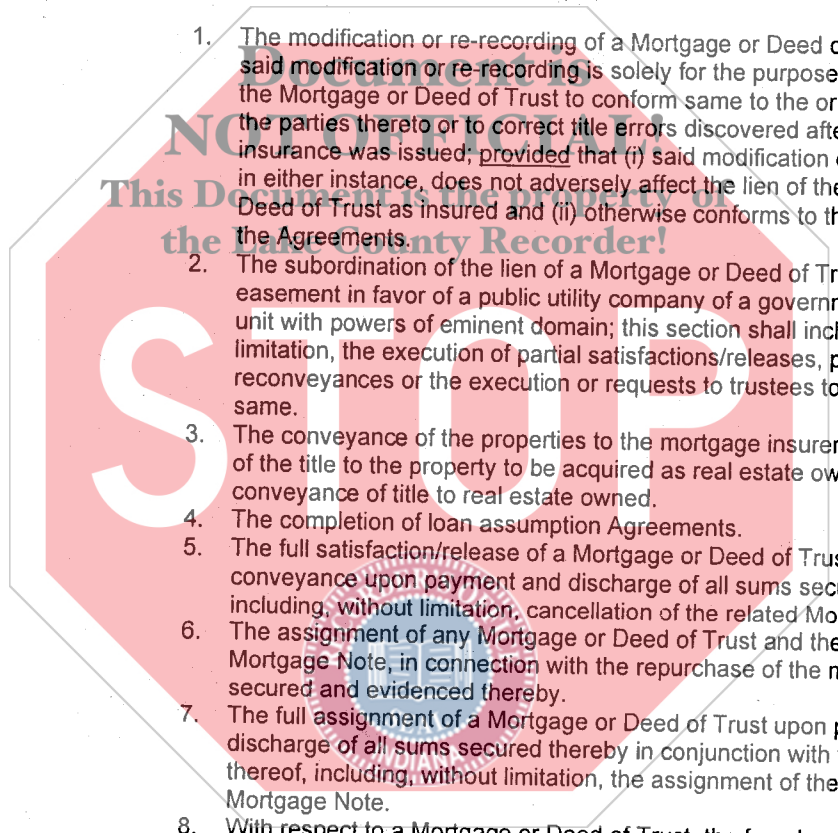 1. The modification or re-recording of a Mortgage or Deed
said modification or re-recording is solely for the purpose
the Mortgage or Deed of Trust to conform same to the
the parties thereto or to correct title errors discovered
insurance was issued; provided that (i) said modification
in either instance, does not adversely affect the lien of the
Deed of Trust as insured and (ii) otherwise conforms to
the Agreements.
2. The subordination of the lien of a Mortgage or Deed of
easement in favor of a public utility company of a
unit with powers of eminent domain; this section shall
limitation, the execution of partial satisfactions/releases,
reconveyances or the execution or requests to trustees to
same.
3. The conveyance of the properties to the mortgage
of the title to the property to be acquired as real estate
conveyance of title to real estate owned.
4. The completion of loan assumption Agreements.
5. The full satisfaction/release of a Mortgage or Deed of
conveyance upon payment and discharge of all sums
including, without limitation, cancellation of the related
6. The assignment of any Mortgage or Deed of Trust and the
Mortgage Note, in connection with the repurchase of the
secured and evidenced thereby.
7. The full assignment of a Mortgage or Deed of Trust upon
discharge of all sums secured thereby in conjunction with
thereof, including, without limitation, the assignment of the
Mortgage Note.
8. With respect to a Mortgage or Deed of Trust, the
Document is
NOT OFFICIAL!
This Document is the property of
the Lake County Recorder!
STOP
INDIANA